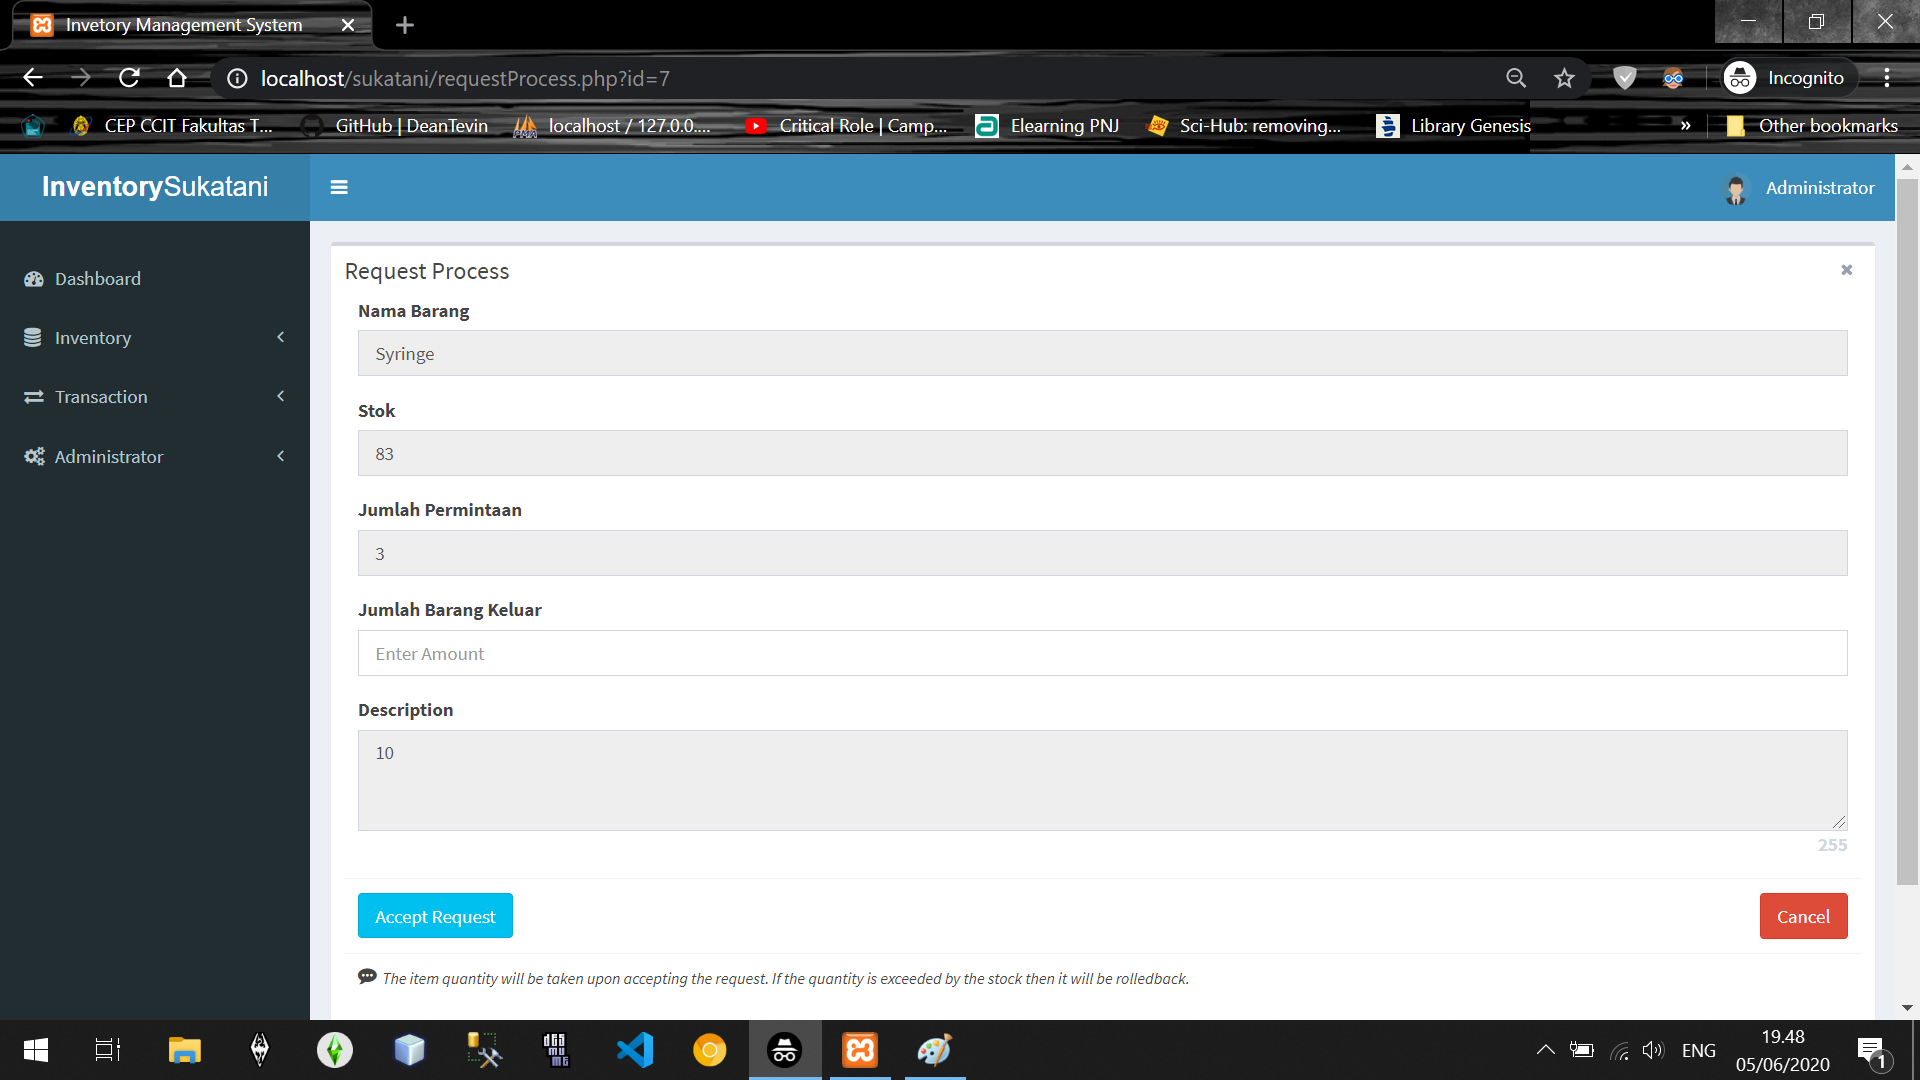 Invetory Management System
localhost/sukatani/requestProcess.php?id=7
Incognito
CEP CCIT Fakultas T...
GitHub | DeanTevin
localhost / 127.0.0....
Critical Role | Camp...
Elearning PNJ
Sci-Hub: removing...
Library Genesis
»
Other bookmarks
InventorySukatani
Administrator
Dashboard
Inventory
Transaction
Administrator
Request Process
Nama Barang
Syringe
Stok
83
Jumlah Permintaan
3
Jumlah Barang Keluar
Enter Amount
Description
10
255
Accept Request
Cancel
The item quantity will be taken upon accepting the request. If the quantity is exceeded by the stock then it will be rolledback.
ENG
19.48
05/06/2020
1